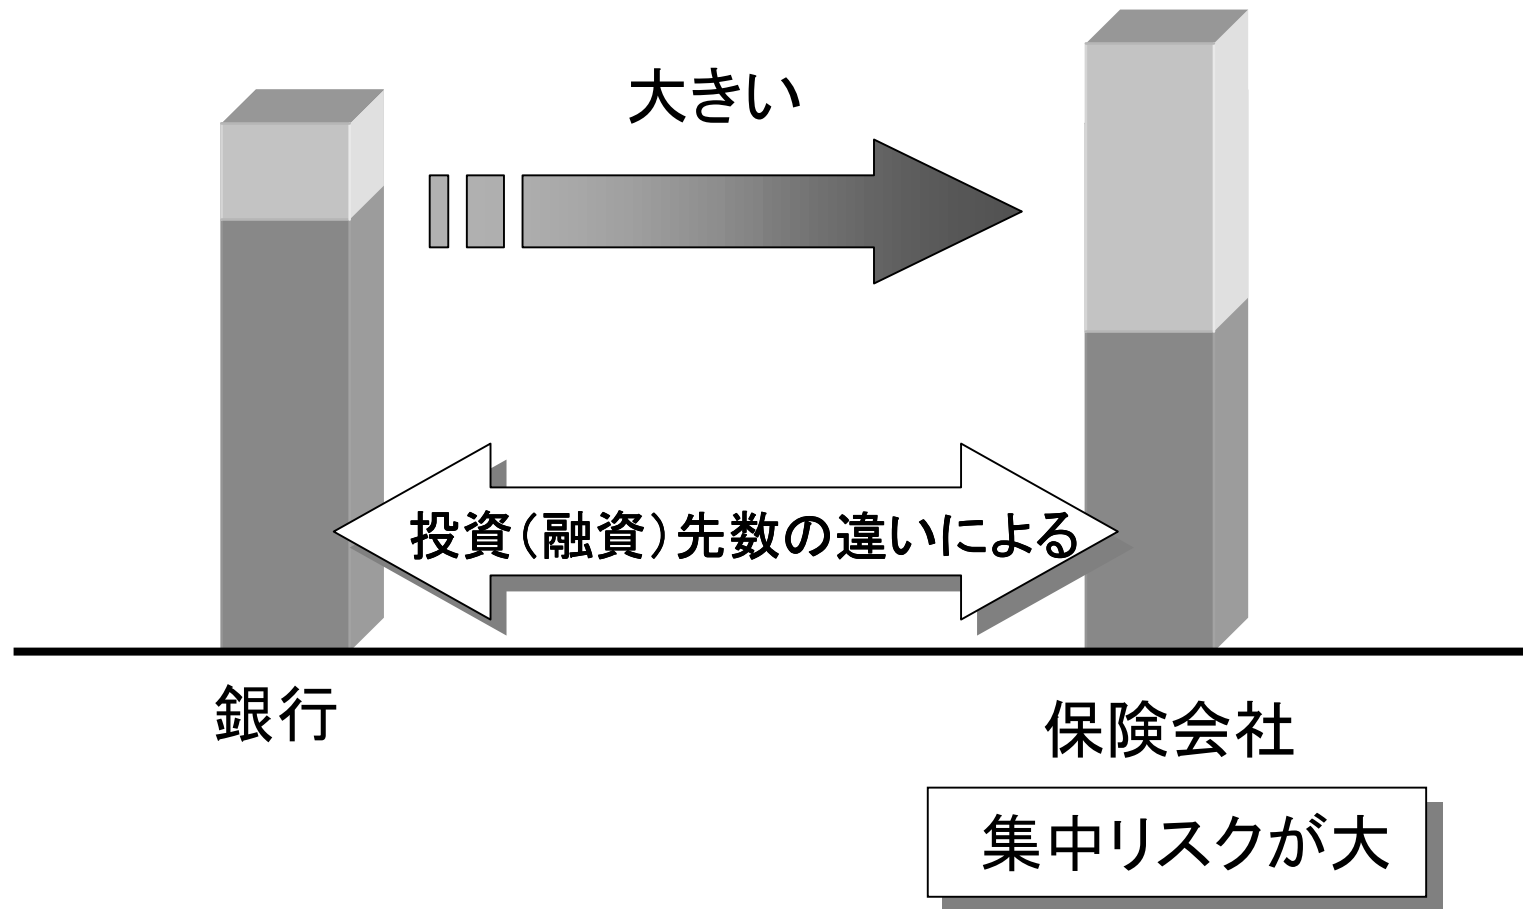 大きい
投資(融資)先数の違いによる
銀行
保険会社
集中リスクが大